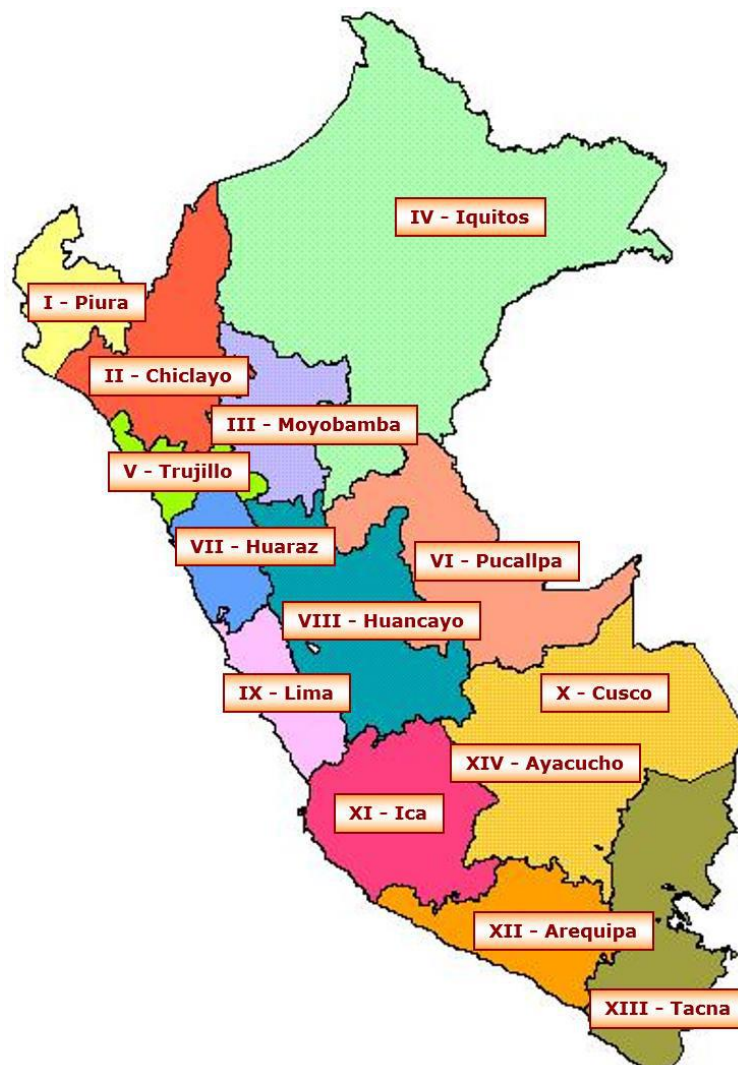 IV - Iquitos
I - Piura
II - Chiclayo
III - Moyobamba
V - Trujillo
VII - Huaraz
VI - Pucallpa
VIII - Huancayo
IX - Lima
X - Cusco
XIV - Ayacucho
XI - Ica
XII - Arequipa
XIII - Tacna